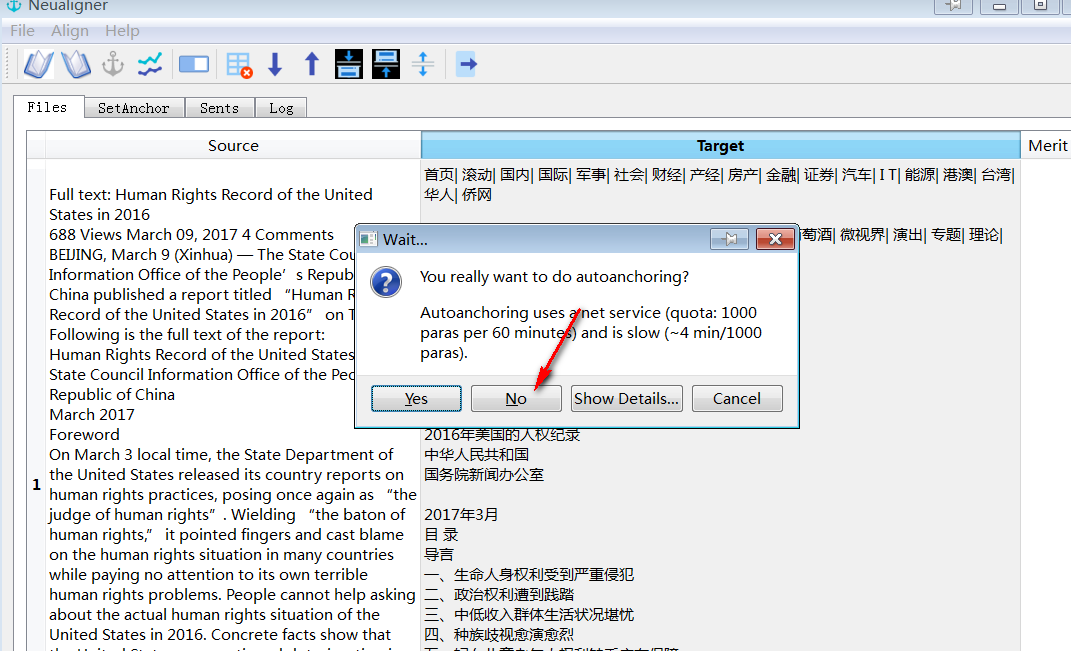 Neualigner
File Align Help
Files SetAnchor Sents Log
Source Target Merit
Full text: Human Rights Record of the United
States in 2016
688 Views March 09, 2017 4 Comments
BEIJING, March 9 (Xinhua) — The State Cou
Information Office of the People’s Repub
China published a report titled “Human R
Record of the United States in 2016” on T
Following is the full text of the report:
Human Rights Record of the United States
State Council Information Office of the Peo
Republic of China
March 2017
Foreword
On March 3 local time, the State Department of
the United States released its country reports on
human rights practices, posing once again as “the
judge of human rights”. Wielding “the baton of
human rights,” it pointed fingers and cast blame
on the human rights situation in many countries
while paying no attention to its own terrible
human rights problems. People cannot help asking
about the actual human rights situation of the
United States in 2016. Concrete facts show that
1
首页| 滚动| 国内| 国际| 军事| 社会| 财经| 产经| 房产| 金融| 证券| 汽车| I T| 能源| 港澳| 台湾|
华人| 侨网
葡酒| 微视界| 演出| 专题| 理论|
Wait...
You really want to do autoanchoring?
Autoanchoring uses a net service (quota: 1000
paras per 60 minutes) and is slow (~4 min/1000
paras).
Yes No Show Details... Cancel
2016年美国的人权纪录
中华人民共和国
国务院新闻办公室
2017年3月
目 录
导言
一、生命人身权利受到严重侵犯
二、政治权利遭到践踏
三、中低收入群体生活状况堪忧
四、种族歧视愈演愈烈